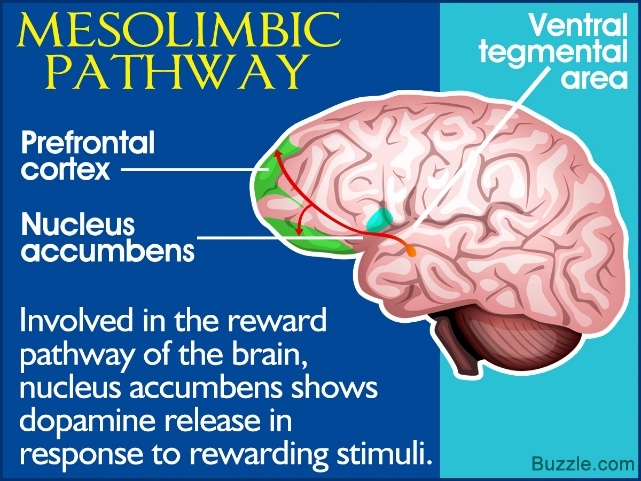 MESOLIMBIC
PATHWAY
Ventral
tegmental
area
Prefrontal
cortex
Nucleus
accumbens
Involved in the reward
pathway of the brain,
nucleus accumbens shows
dopamine release in
response to rewarding stimuli.
Buzzle.com